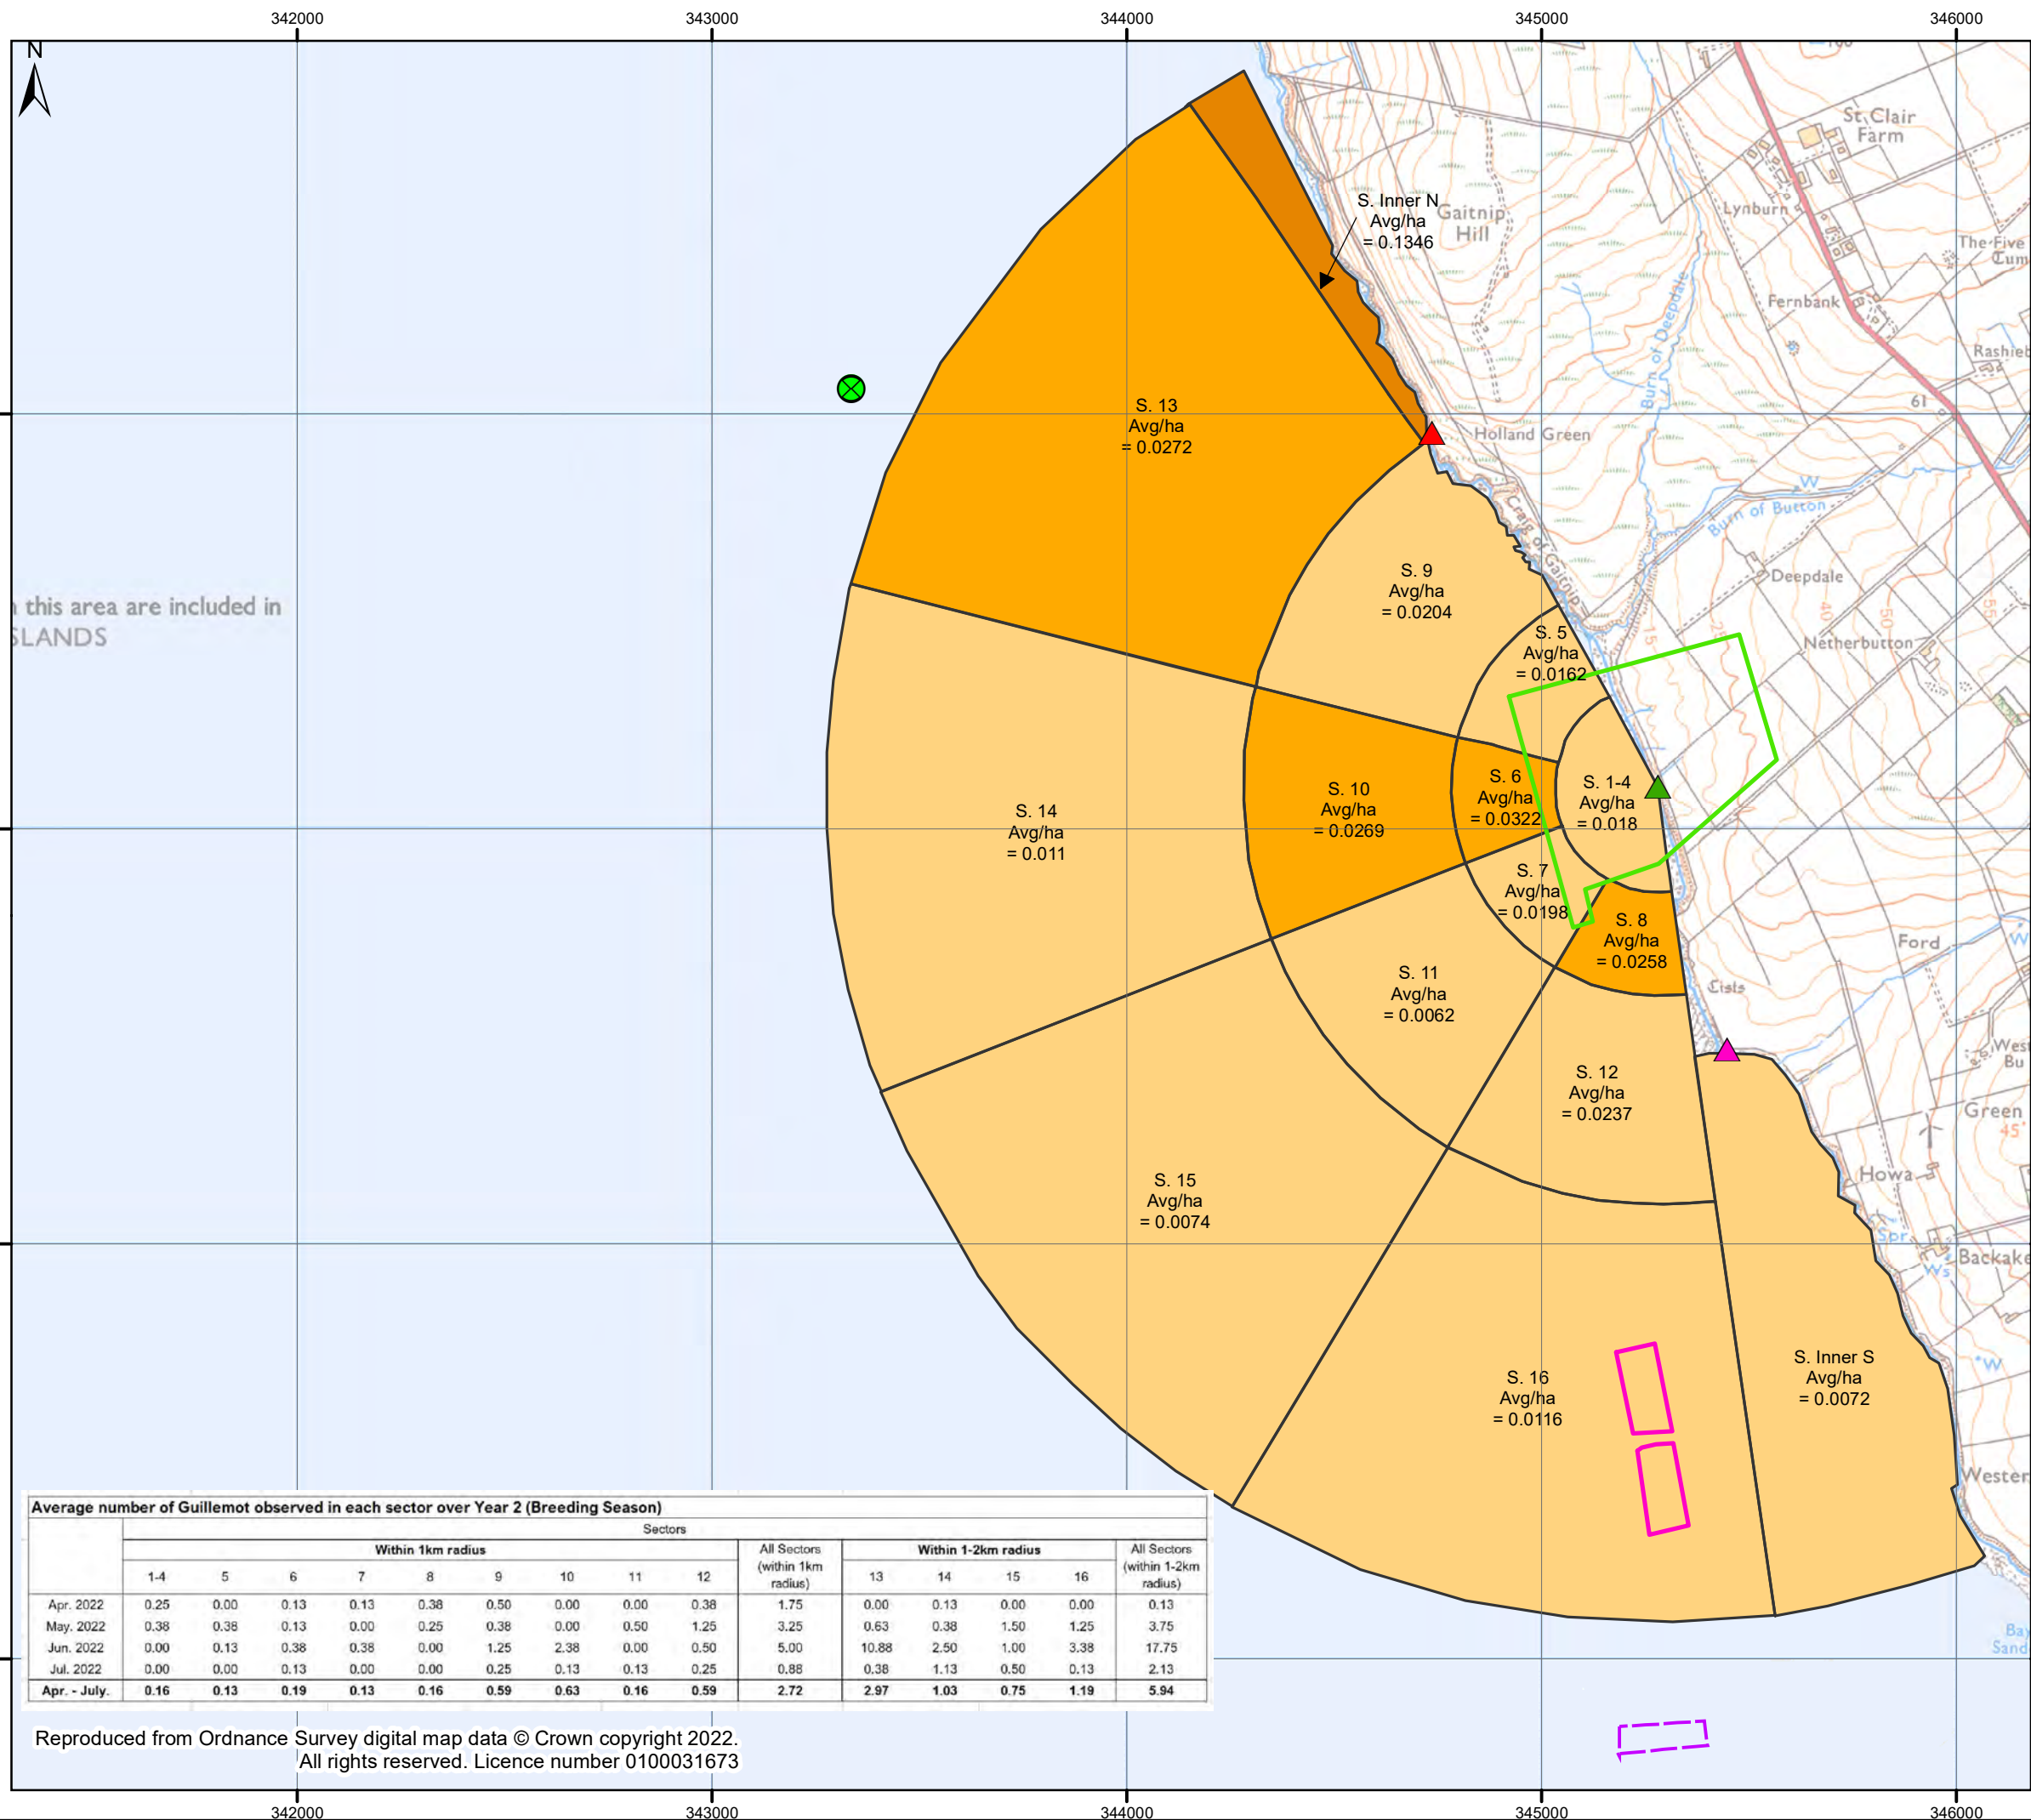 342000 343000 344000 345000 346000
N
St Clair
Farm
S. Inner N
Avg/ha
= 0.1346
Gaitnip
Hill
Lynburn
The Five
Tum
Fernbank
Burn of Deepdale
Rashieb
61
S. 13
Avg/ha
= 0.0272
Holland Green
W
Burn of Button
Craig of Gaitnip
S. 9
Avg/ha
= 0.0204
Deepdale
this area are included in
SLANDS
40
50
55
15
25
Netherbutton
S. 5
Avg/ha
= 0.0162
S. 6
Avg/ha
= 0.0322
S. 1-4
Avg/ha
= 0.018
S. 10
Avg/ha
= 0.0269
S. 14
Avg/ha
= 0.011
S. 7
Avg/ha
= 0.0198
S. 8
Avg/ha
= 0.0258
Ford
W
Cists
S. 11
Avg/ha
= 0.0062
West
Bu
S. 12
Avg/ha
= 0.0237
Green
45
Howa
S. 15
Avg/ha
= 0.0074
Spr
Backake
Ws
S. Inner S
Avg/ha
= 0.0072
W
S. 16
Avg/ha
= 0.0116
Wester
Bay
Sand
Average number of Guillemot observed in each sector over Year 2 (Breeding Season)
Sectors
Within 1km radius All Sectors (within 1km radius) Within 1-2km radius All Sectors (within 1-2km radius)
1-4 5 6 7 8 9 10 11 12 13 14 15 16
Apr. 2022 0.25 0.00 0.13 0.13 0.38 0.50 0.00 0.00 0.38 1.75 0.00 0.13 0.00 0.00 0.13
May. 2022 0.38 0.38 0.13 0.00 0.25 0.38 0.00 0.50 1.25 3.25 0.63 0.38 1.50 1.25 3.75
Jun. 2022 0.00 0.13 0.38 0.38 0.00 1.25 2.38 0.00 0.50 5.00 10.88 2.50 1.00 3.38 17.75
Jul. 2022 0.00 0.00 0.13 0.00 0.00 0.25 0.13 0.13 0.25 0.88 0.38 1.13 0.50 0.13 2.13
Apr. - July. 0.16 0.13 0.19 0.13 0.16 0.59 0.63 0.16 0.59 2.72 2.97 1.03 0.75 1.19 5.94
Reproduced from Ordnance Survey digital map data © Crown copyright 2022.
All rights reserved. Licence number 0100031673
342000 343000 344000 345000 346000